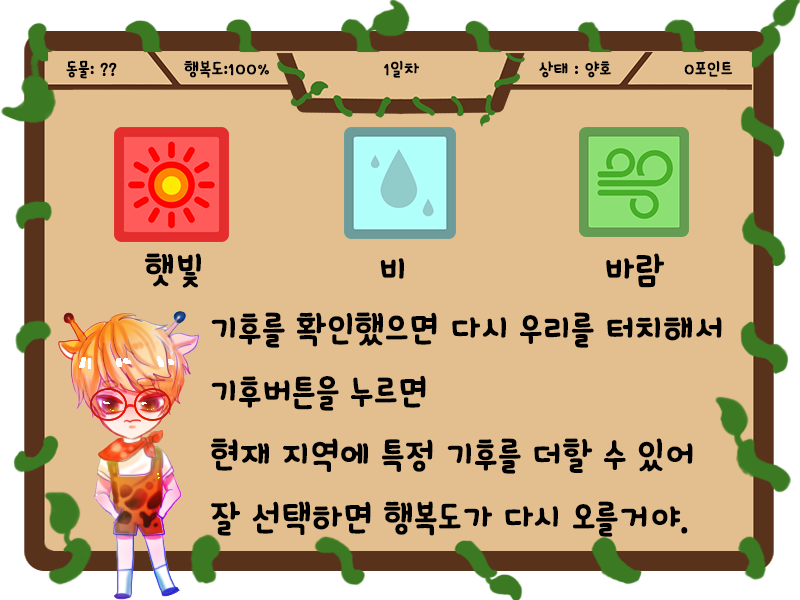 동물: ?? 행복도:100% 1일차 상태 : 양호 0포인트
햇빛 비 바람
기후를 확인했으면 다시 우리를 터치해서
기후버튼을 누르면
현재 지역에 특정 기후를 더할 수 있어
잘 선택하면 행복도가 다시 오를거야.